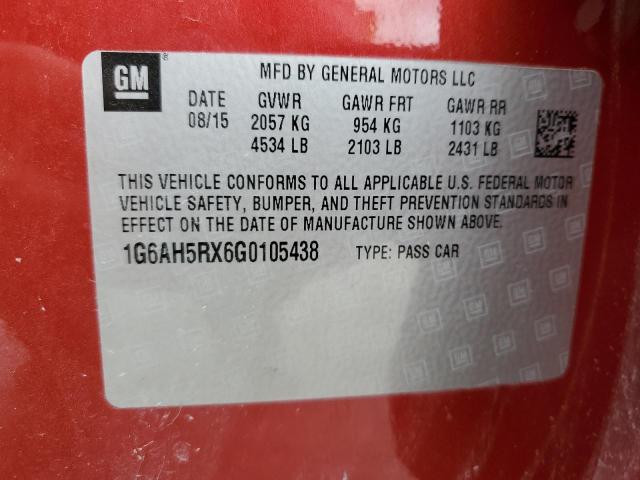 GM
MFD BY GENERAL MOTORS LLC
DATE GVWR GAWR FRT GAWR RR
08/15 2057 KG 954 KG 1103 KG
4534 LB 2103 LB 2431 LB
THIS VEHICLE CONFORMS TO ALL APPLICABLE U.S. FEDERAL MOTOR
VEHICLE SAFETY, BUMPER, AND THEFT PREVENTION STANDARDS IN
EFFECT ON THE DATE OF MANUFACTURE SHOWN ABOVE.
1G6AH5RX6G0105438 TYPE: PASS CAR